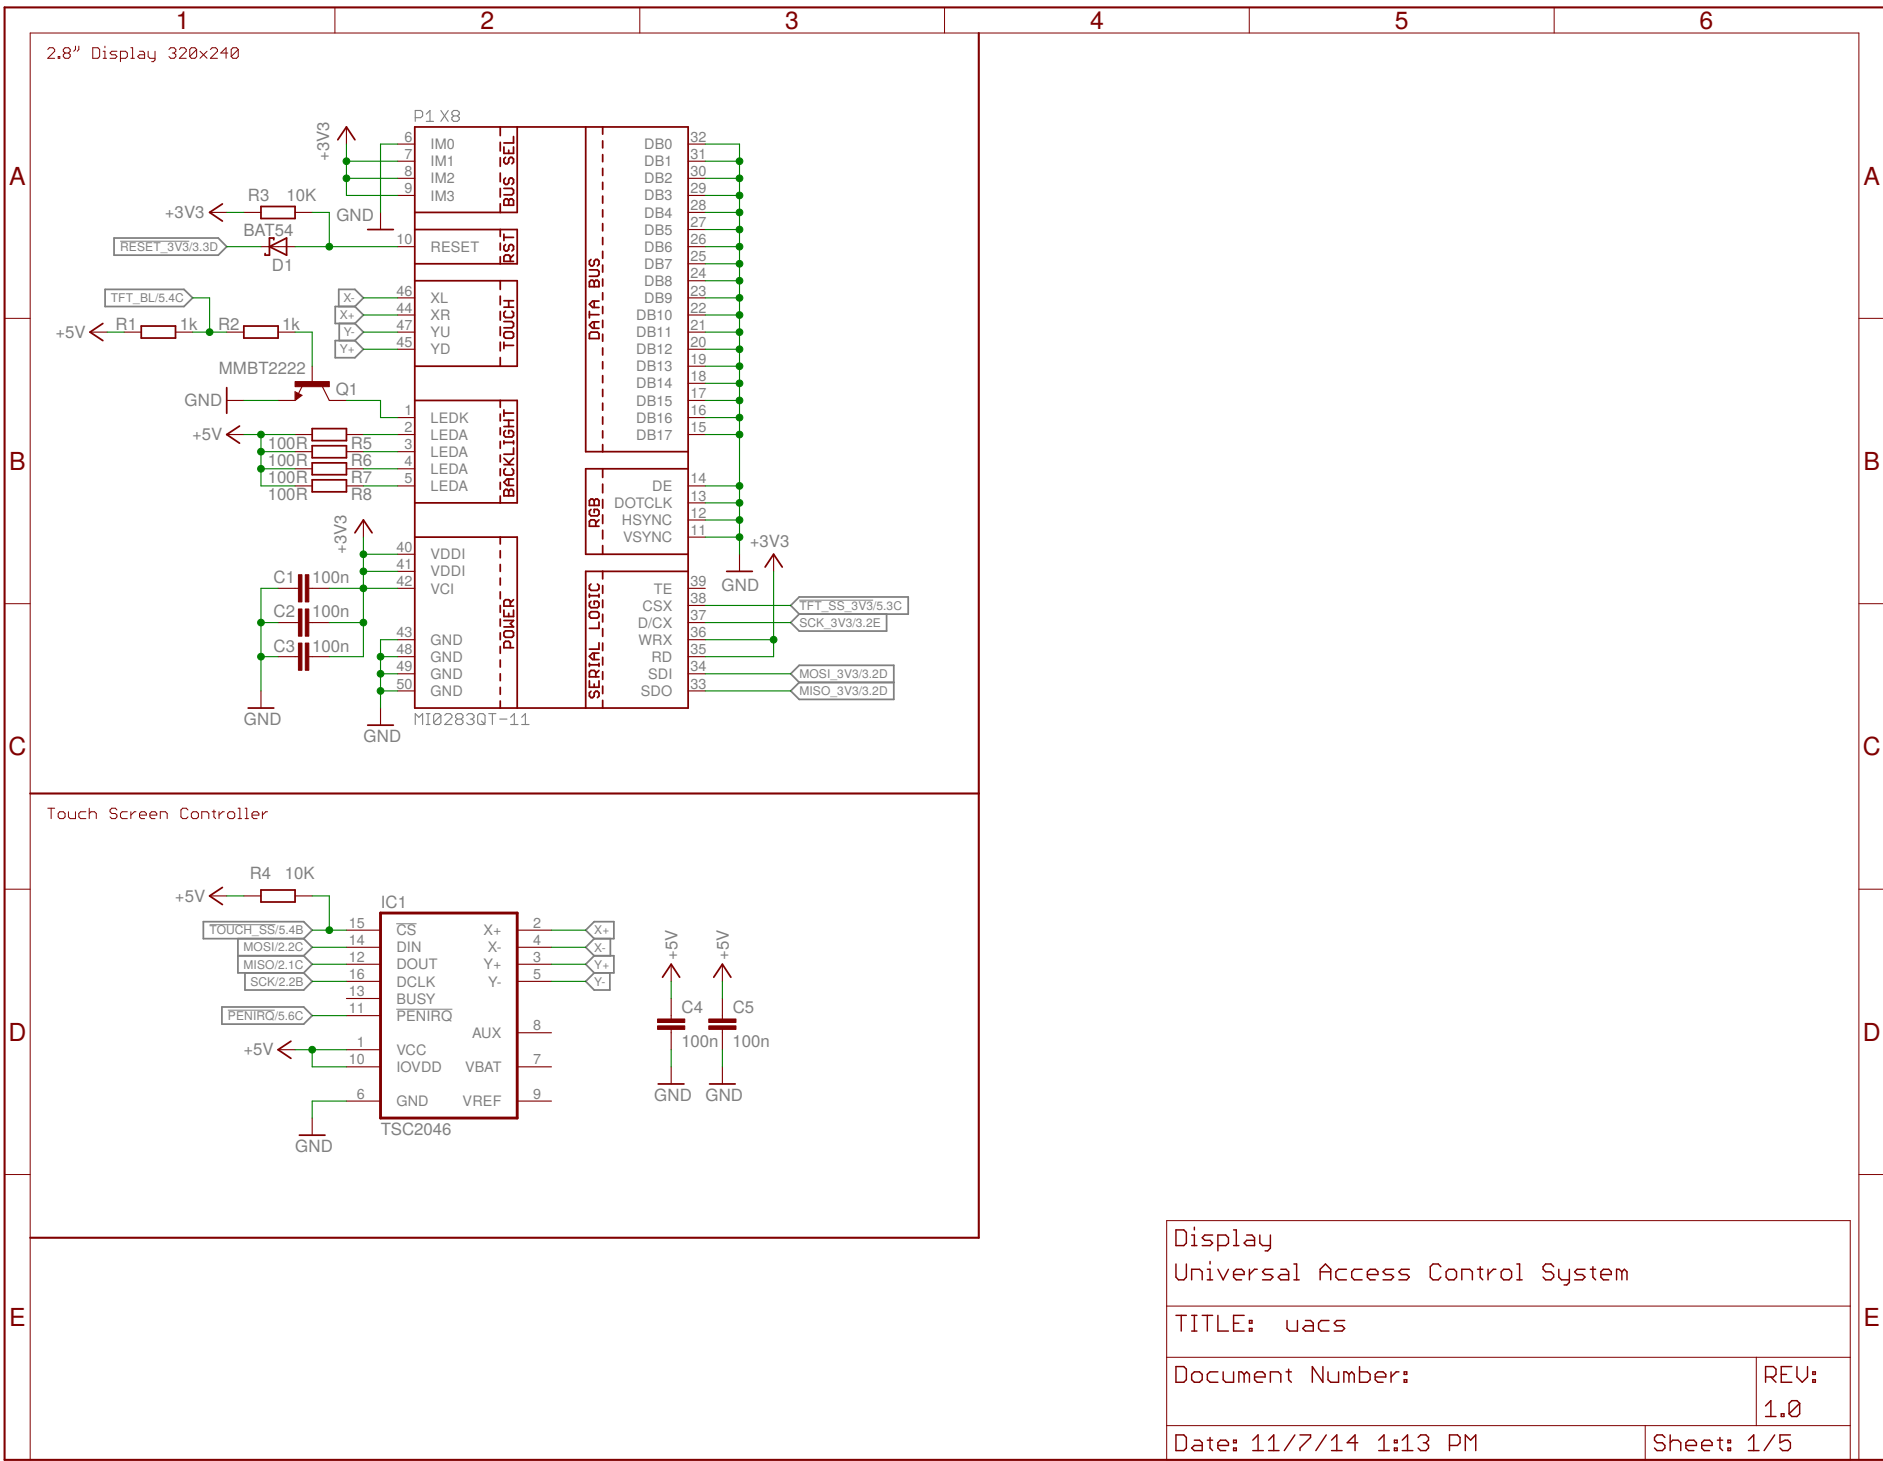 1 2 3 4 5 6
A A
B B
C C
D D
E E
2.8" Display 320x240
P1 X8
+3V3
6 IM0
7 IM1
8 IM2
9 IM3
BUS SEL
GND
R3 10K
+3V3
BAT54
RESET_3V3/3.3D
D1
10 RESET
RST
TFT_BL/5.4C
+5V
R1 1k
R2 1k
X- 46 XL
X+ 44 XR
Y- 47 YU
Y+ 45 YD
TOUCH
MMBT2222
Q1
GND
+5V
1 LEDK
2 LEDA
100R R5
3 LEDA
100R R6
4 LEDA
100R R7
5 LEDA
100R R8
BACKLIGHT
+3V3
40 VDDI
41 VDDI
42 VCI
C1 100n
C2 100n
C3 100n
43 GND
48 GND
49 GND
50 GND
POWER
GND
GND
MI0283QT-11
DATA BUS
DB0 32
DB1 31
DB2 30
DB3 29
DB4 28
DB5 27
DB6 26
DB7 25
DB8 24
DB9 23
DB10 22
DB11 21
DB12 20
DB13 19
DB14 18
DB15 17
DB16 16
DB17 15
RGB
DE 14
DOTCLK 13
HSYNC 12
VSYNC 11
+3V3
GND
SERIAL LOGIC
TE 39
CSX 38 TFT_SS_3V3/5.3C
D/CX 37 SCK_3V3/3.2E
WRX 36
RD 35
SDI 34 MOSI_3V3/3.2D
SDO 33 MISO_3V3/3.2D
Touch Screen Controller
R4 10K
+5V
IC1
TOUCH_SS/5.4B 15 CS
MOSI/2.2C 14 DIN
MISO/2.1C 12 DOUT
SCK/2.2B 16 DCLK
13 BUSY
PENIRQ/5.6C 11 PENIRQ
+5V 1 VCC
10 IOVDD
6 GND
GND
X+ 2 X+
X- 4 X-
Y+ 3 Y+
Y- 5 Y-
AUX 8
VBAT 7
VREF 9
TSC2046
+5V +5V
C4 C5
100n 100n
GND GND
Display
Universal Access Control System
TITLE: uacs
Document Number:
REV:
1.0
Date: 11/7/14 1:13 PM
Sheet: 1/5